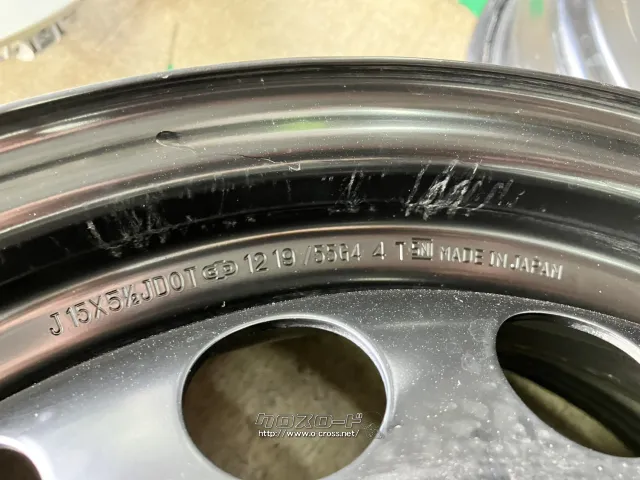 J 15X5½JDOT 12 19 /55G4 4 T MADE IN JAPAN
クロスロード
http://www.o-cross.net/